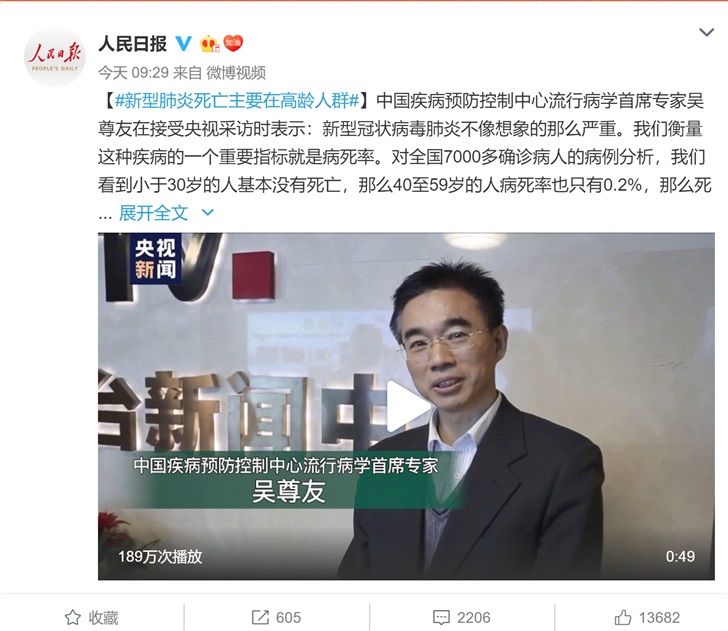 人民日报
人民日报
PEOPLE'S DAILY
加油
今天 09:29 来自 微博视频
【#新型肺炎死亡主要在高龄人群#】中国疾病预防控制中心流行病学首席专家吴
尊友在接受央视采访时表示：新型冠状病毒肺炎不像想象的那么严重。我们衡量
这种疾病的一个重要指标就是病死率。对全国7000多确诊病人的病例分析，我们
看到小于30岁的人基本没有死亡，那么40至59岁的人病死率也只有0.2%，那么死
... 展开全文
央视
新闻
TV
台新闻中
中国疾病预防控制中心流行病学首席专家
吴尊友
189万次播放
0:49
收藏
605
2206
13682